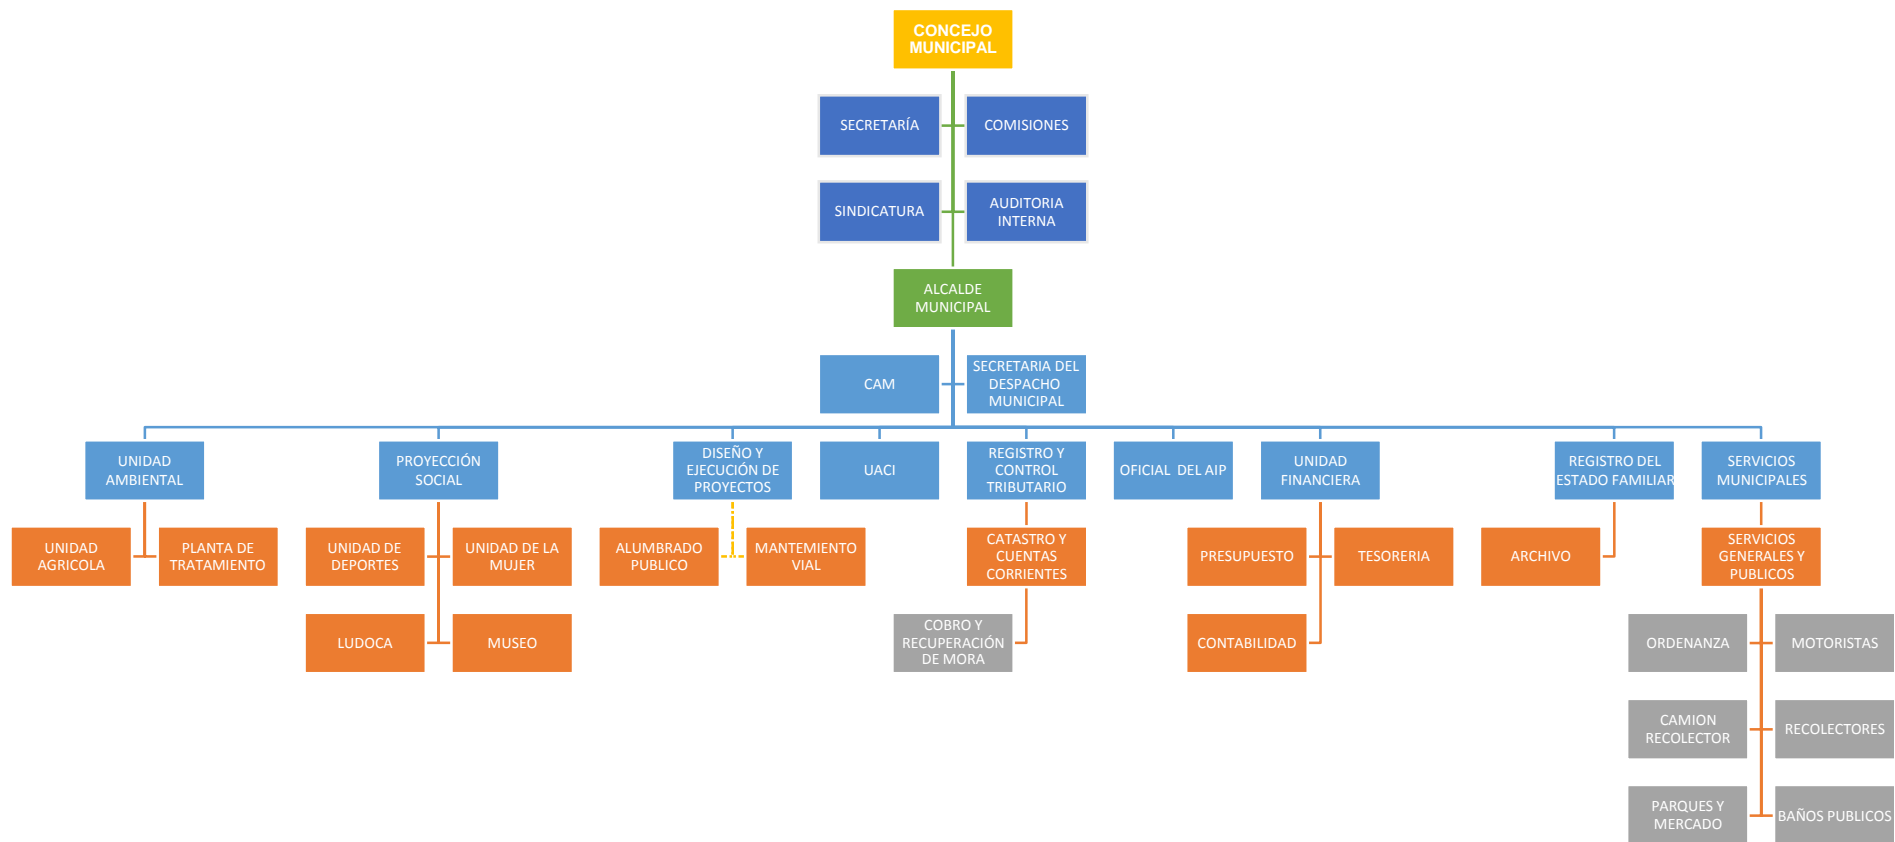 CONCEJO
MUNICIPAL
SECRETARÍA
COMISIONES
SINDICATURA
AUDITORIA
INTERNA
ALCALDE
MUNICIPAL
CAM
SECRETARIA DEL
DESPACHO
MUNICIPAL
UNIDAD
AMBIENTAL
PROYECCIÓN
SOCIAL
DISEÑO Y
EJECUCIÓN DE
PROYECTOS
UACI
REGISTRO Y
CONTROL
TRIBUTARIO
OFICIAL DEL AIP
UNIDAD
FINANCIERA
REGISTRO DEL
ESTADO FAMILIAR
SERVICIOS
MUNICIPALES
UNIDAD
AGRICOLA
PLANTA DE
TRATAMIENTO
UNIDAD DE
DEPORTES
UNIDAD DE LA
MUJER
ALUMBRADO
PUBLICO
MANTEMIENTO
VIAL
CATASTRO Y
CUENTAS
CORRIENTES
PRESUPUESTO
TESORERIA
ARCHIVO
SERVICIOS
GENERALES Y
PUBLICOS
LUDOCA
MUSEO
COBRO Y
RECUPERACIÓN
DE MORA
CONTABILIDAD
ORDENANZA
MOTORISTAS
CAMION
RECOLECTOR
RECOLECTORES
PARQUES Y
MERCADO
BAÑOS PUBLICOS